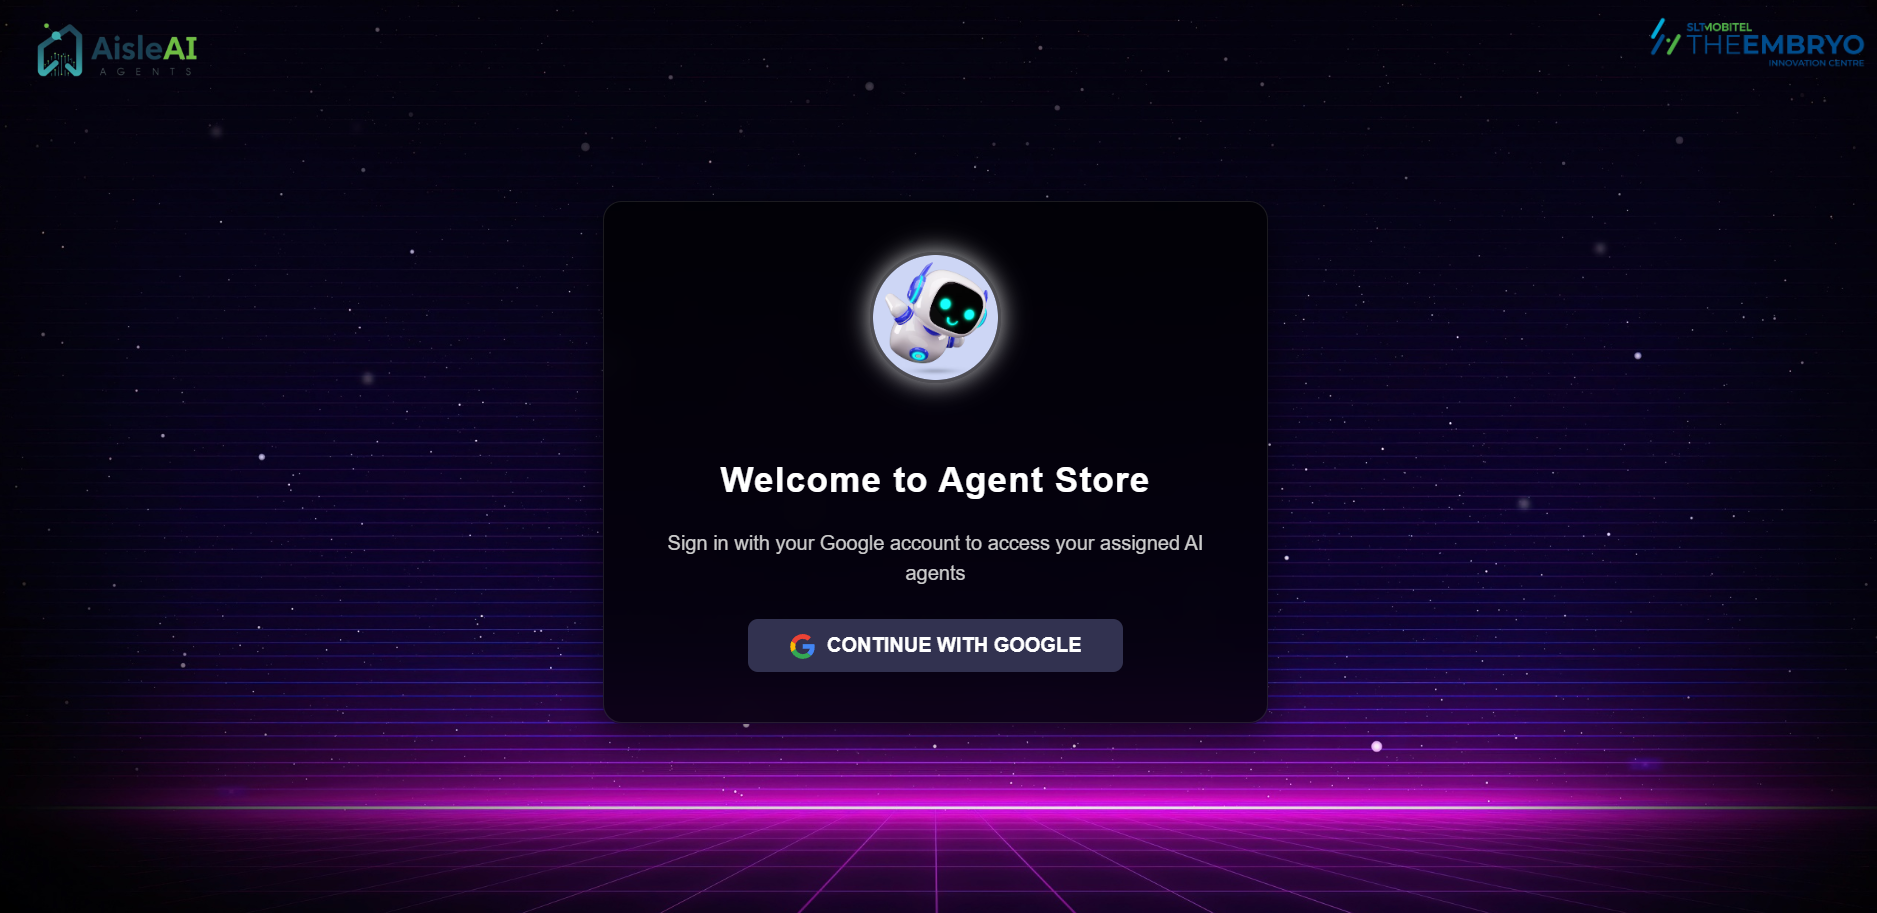 AisleAI
AGENTS
SLTMOBITEL
THEEMBRYO
INNOVATION CENTRE
Welcome to Agent Store
Sign in with your Google account to access your assigned AI
agents
CONTINUE WITH GOOGLE